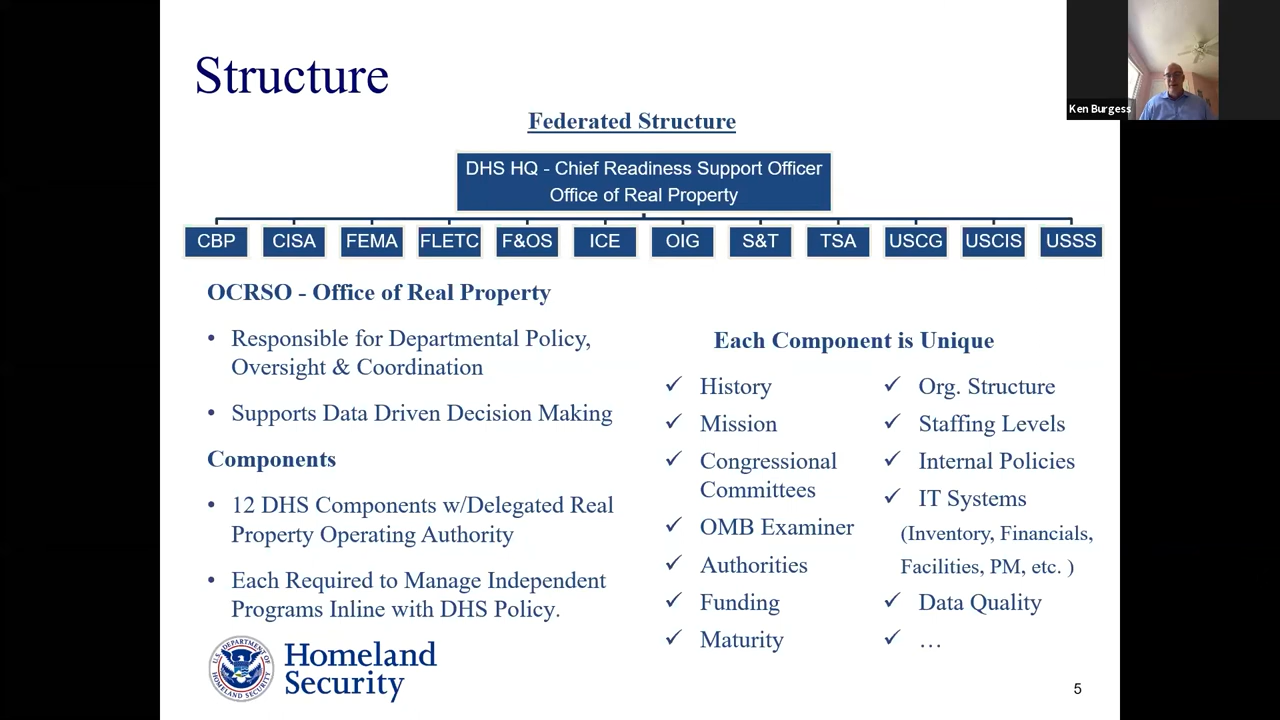 Structure
Ken Burgess
Federated Structure
DHS HQ - Chief Readiness Support Officer
Office of Real Property
CBP
CISA
FEMA
FLETC
F&OS
ICE
OIG
S&T
TSA
USCG
USCIS
USSS
OCRSO - Office of Real Property
• Responsible for Departmental Policy,
Oversight & Coordination
• Supports Data Driven Decision Making
Components
• 12 DHS Components w/Delegated Real
Property Operating Authority
• Each Required to Manage Independent
Programs Inline with DHS Policy.
Each Component is Unique
✓ History
✓ Mission
✓ Congressional
Committees
✓ OMB Examiner
✓ Authorities
✓ Funding
✓ Maturity
✓ Org. Structure
✓ Staffing Levels
✓ Internal Policies
✓ IT Systems
(Inventory, Financials,
Facilities, PM, etc. )
✓ Data Quality
✓ …
U.S. DEPARTMENT OF
HOMELAND SECURITY
Homeland
Security
5